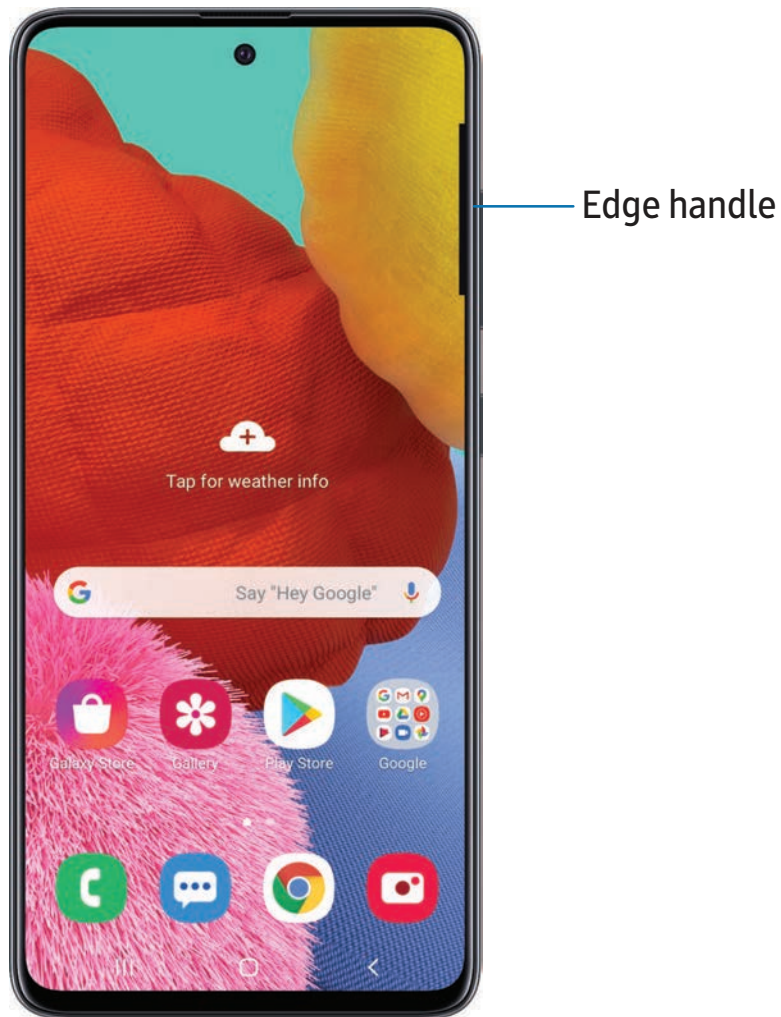 Edge handle
Tap for weather info
Say "Hey Google"
Galaxy Store
Gallery
Play Store
Google